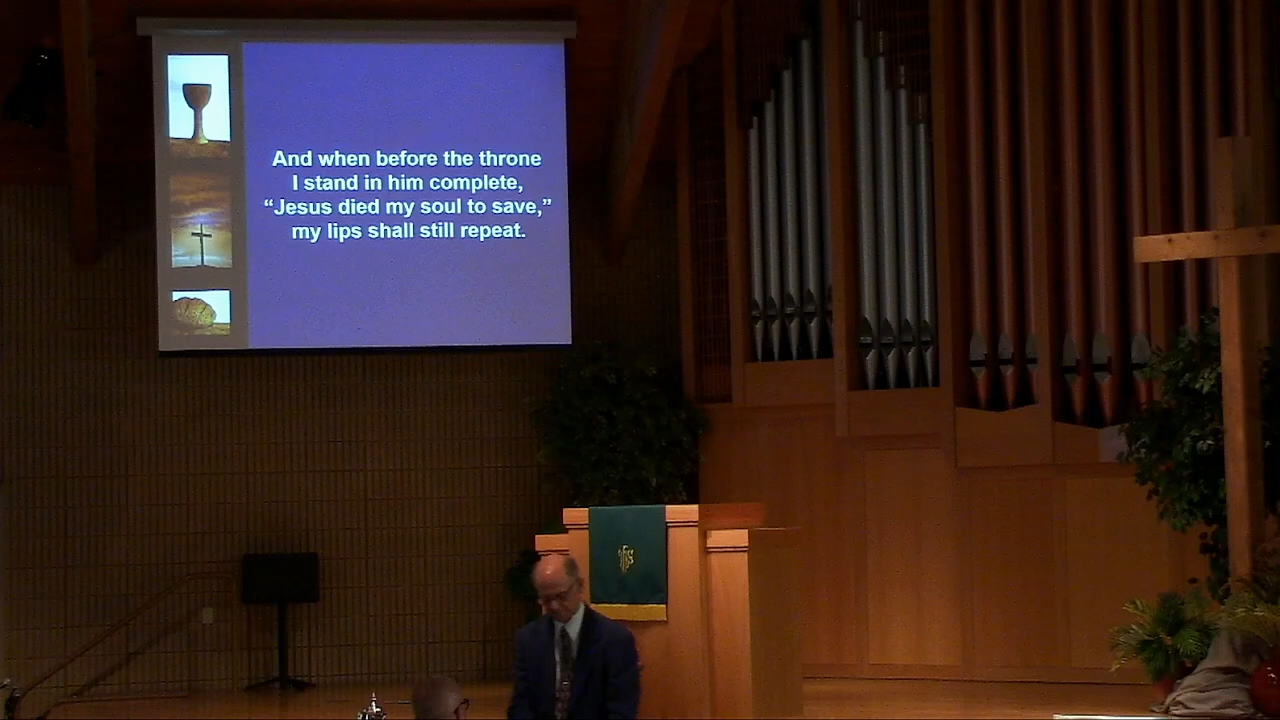 And when before the throne
I stand in him complete,
“Jesus died my soul to save,”
my lips shall still repeat.
IHS